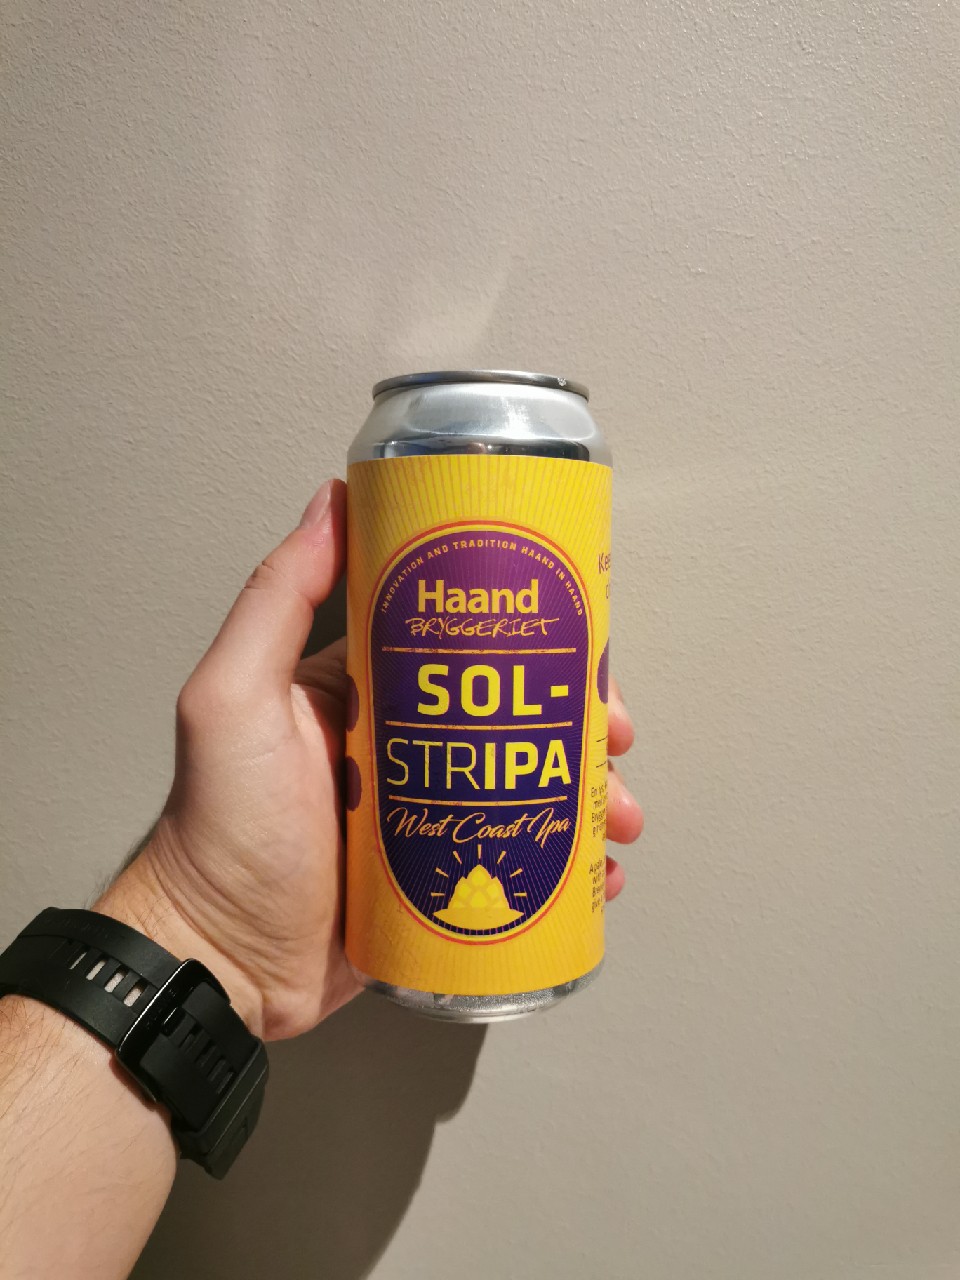 INNOVATION AND TRADITION HAAND IN HAAND
Haand
BRYGGERIET
SOL-
STRIPA
West Coast Ipa